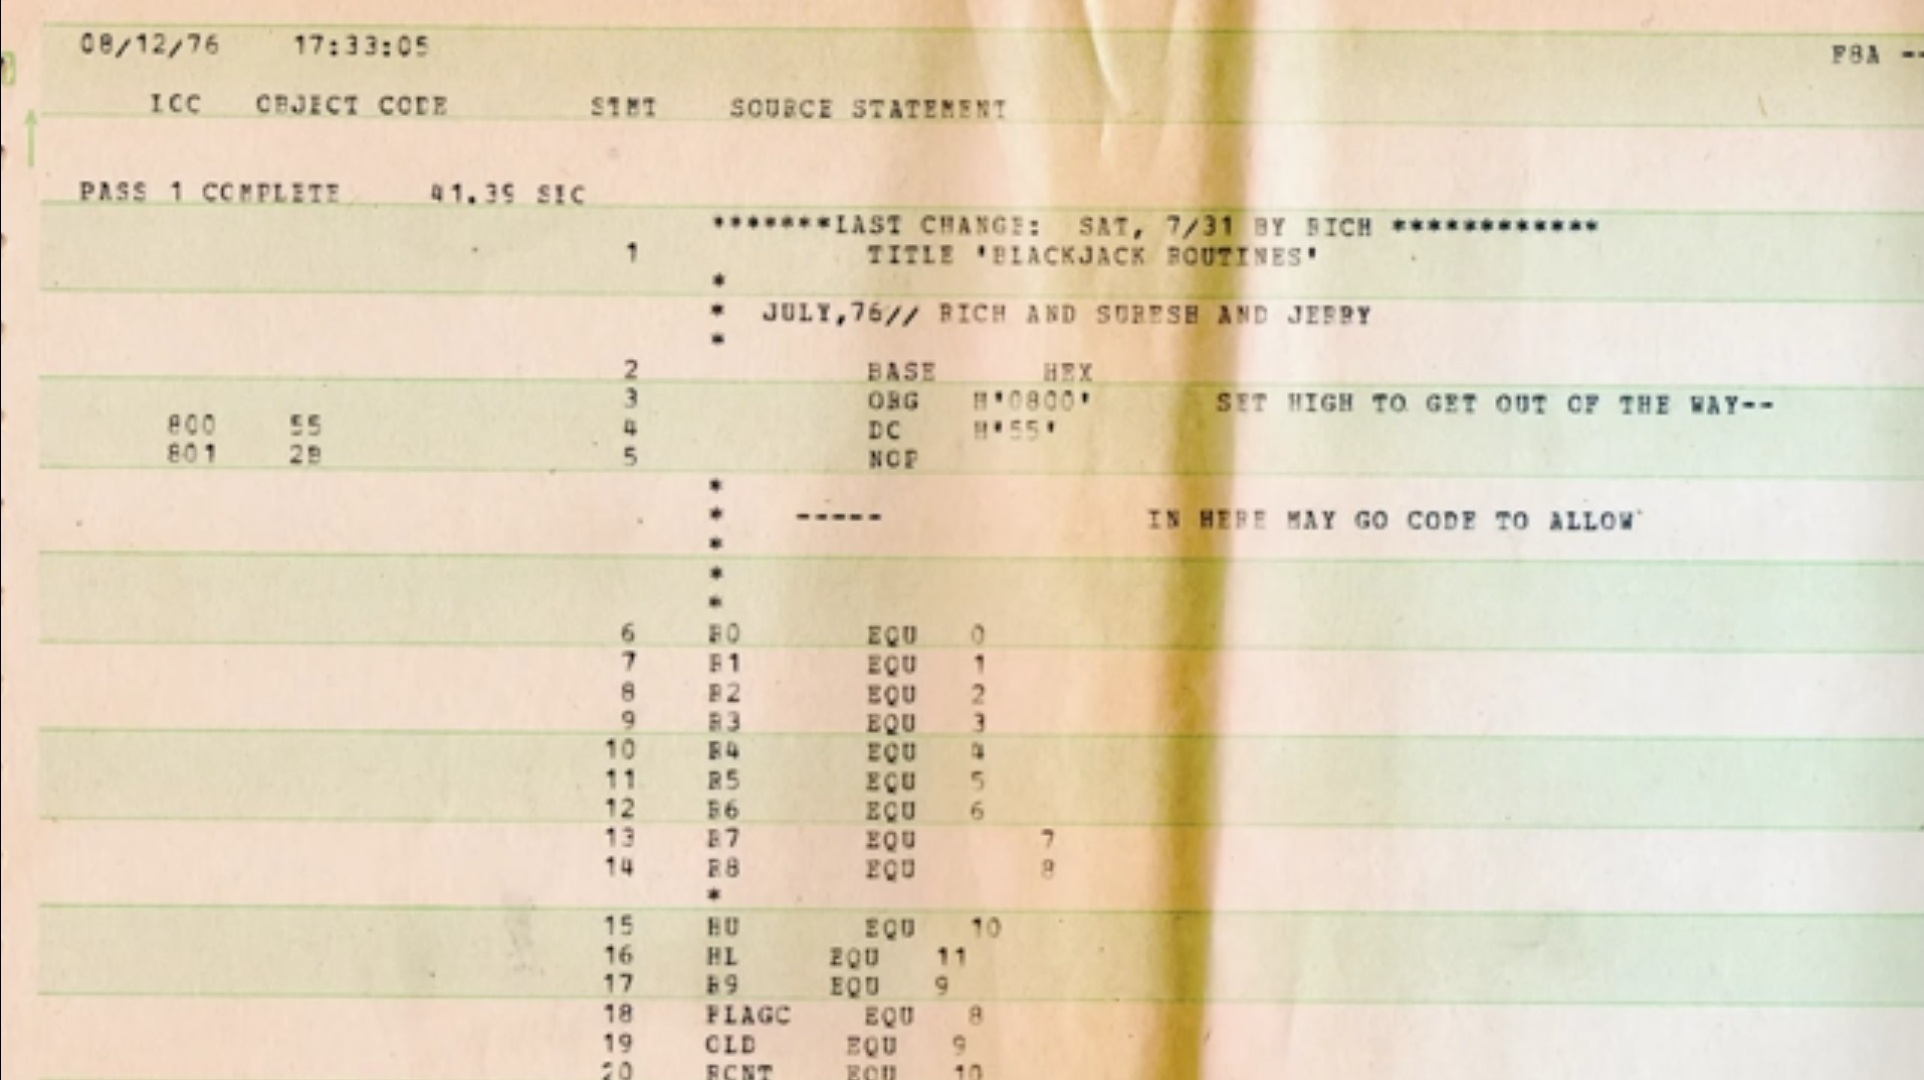 08/12/76 17:33:05 F8A --
LOC OBJECT CODE STMT SOURCE STATEMENT
PASS 1 COMPLETE 41.39 SEC
*******LAST CHANGE: SAT, 7/31 BY RICH ************
1 TITLE 'BLACKJACK ROUTINES'
*
* JULY,76// RICH AND SURESH AND JERRY
*
2 BASE HEX
3 ORG H'0800' SET HIGH TO GET OUT OF THE WAY--
800 55 4 DC H'55'
801 2B 5 NOP
*
* ----- IN HERE MAY GO CODE TO ALLOW
*
*
*
6 R0 EQU 0
7 R1 EQU 1
8 R2 EQU 2
9 R3 EQU 3
10 R4 EQU 4
11 R5 EQU 5
12 R6 EQU 6
13 R7 EQU 7
14 R8 EQU 8
*
15 HU EQU 10
16 HL EQU 11
17 R9 EQU 9
18 FLAGC EQU 8
19 OLD EQU 9
20 RCNT EQU 10